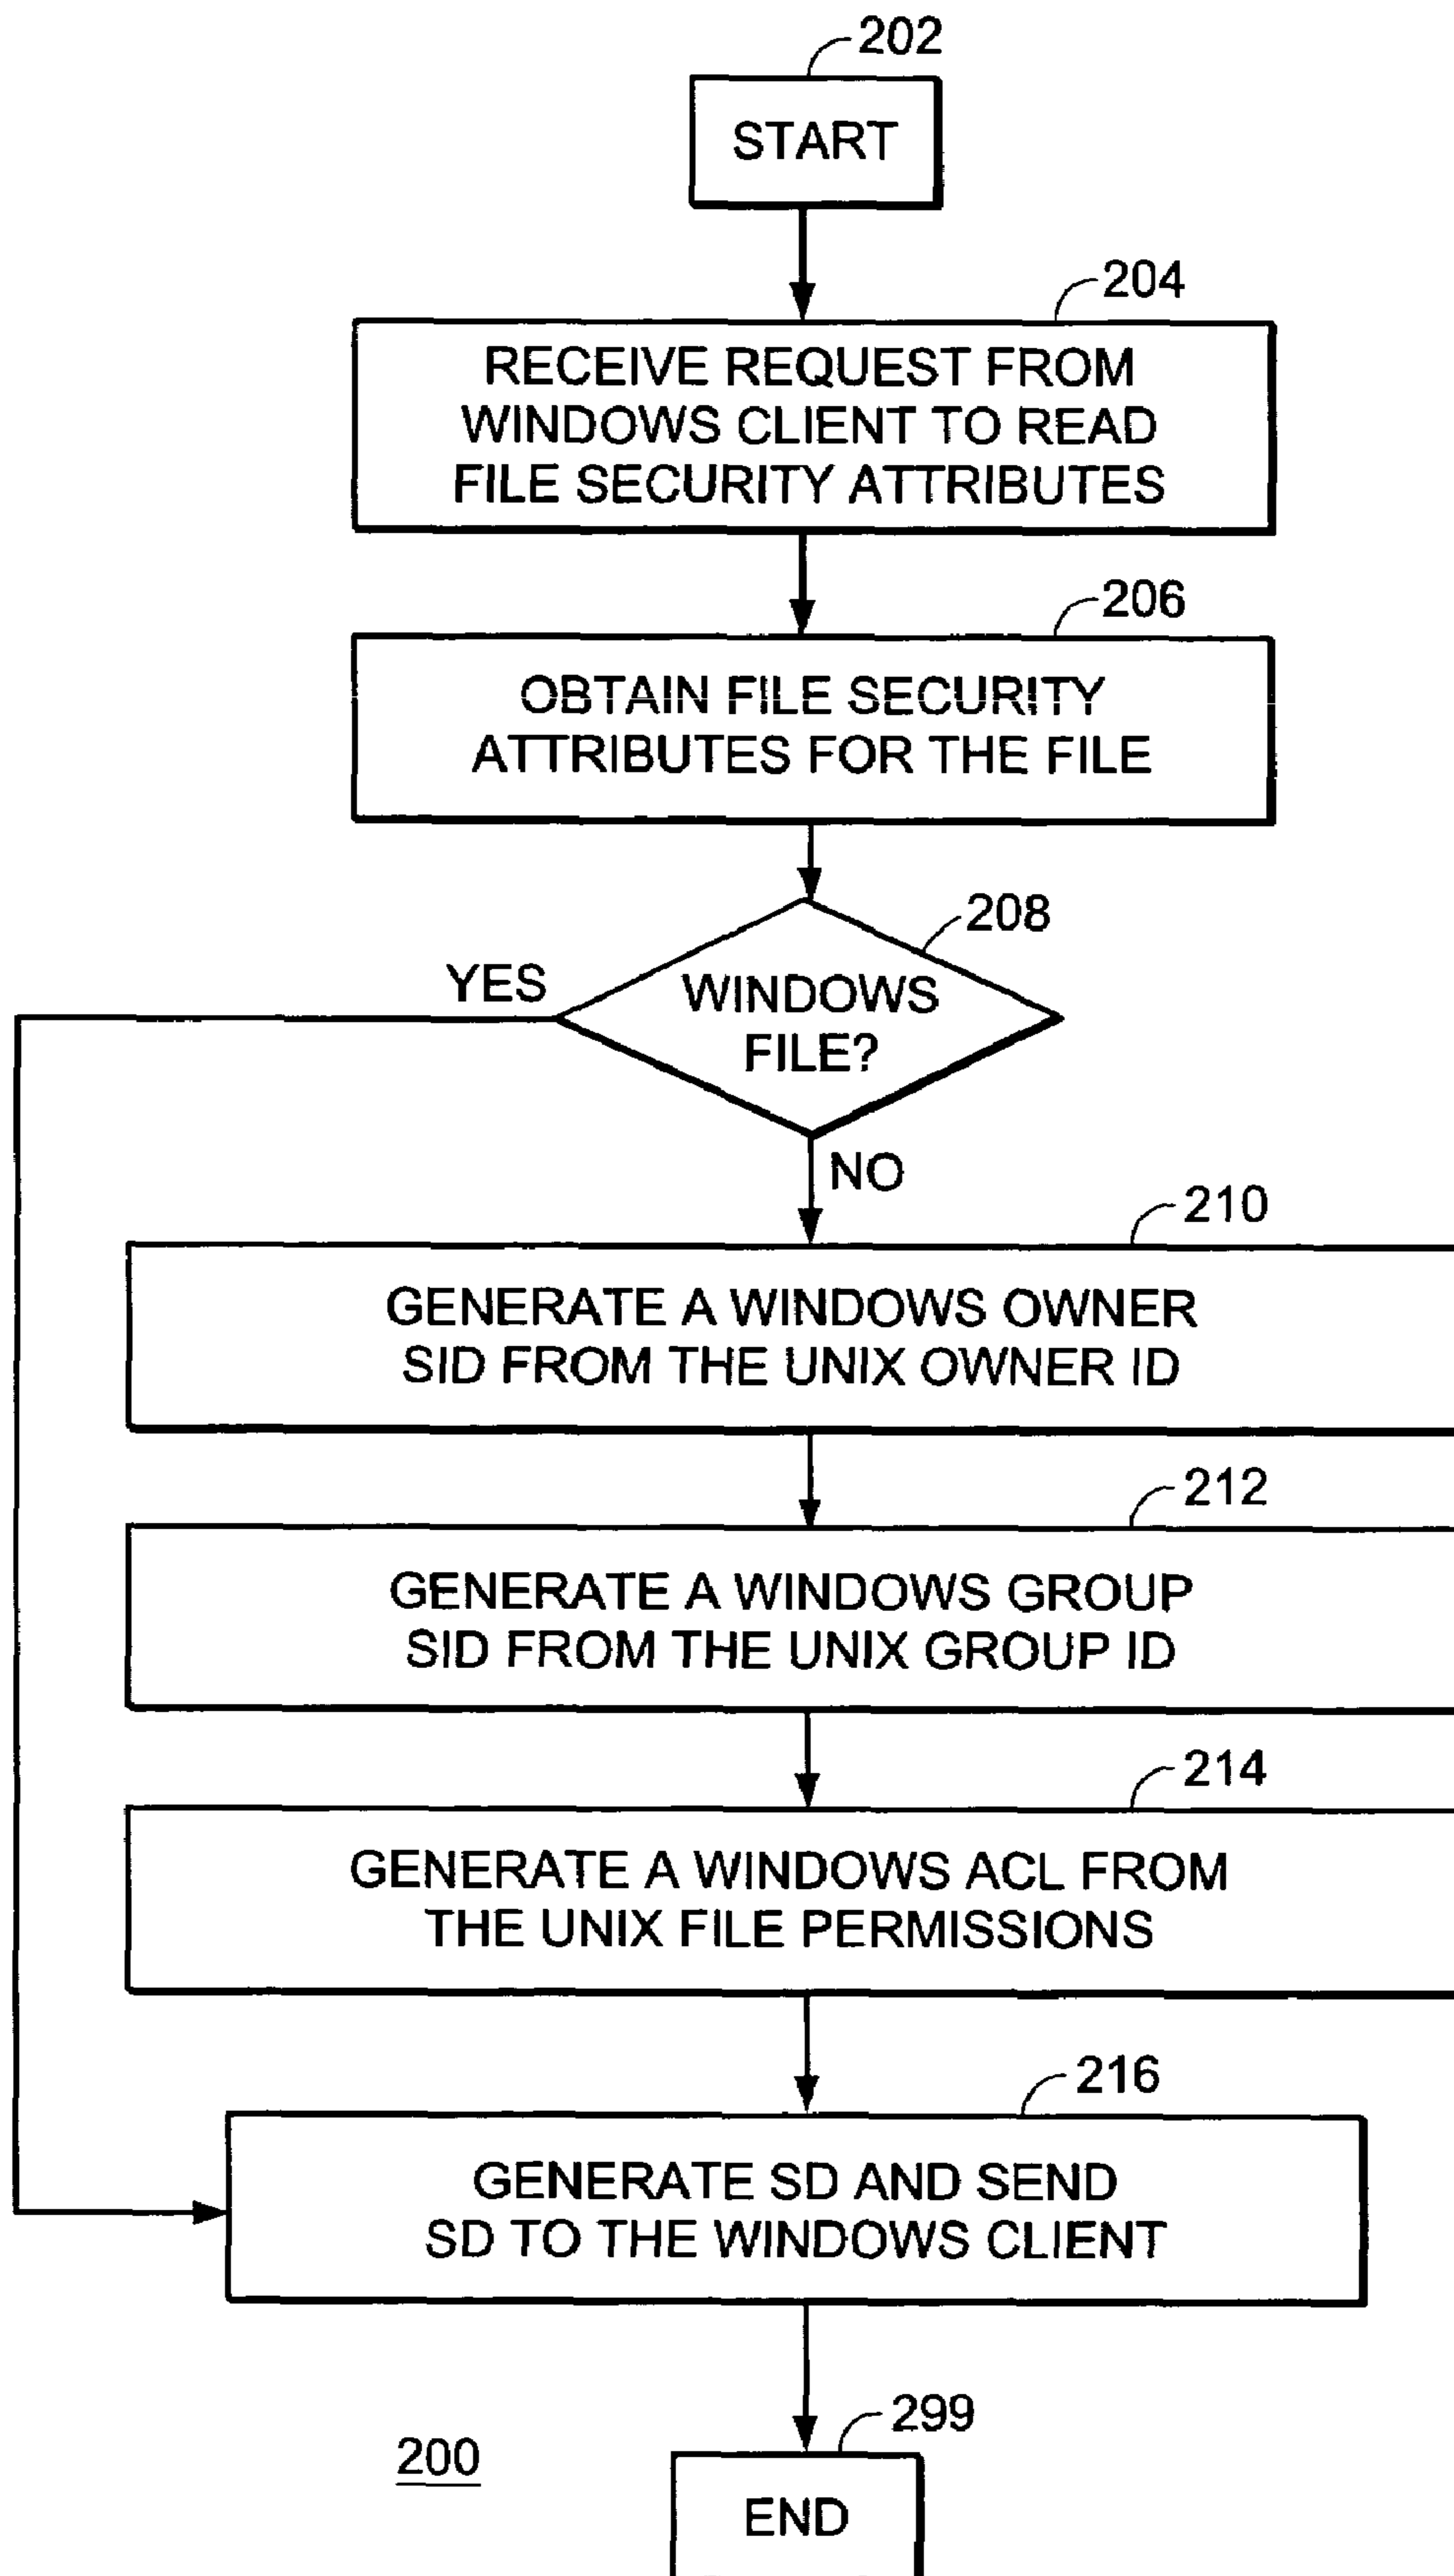 202
START
204
RECEIVE REQUEST FROM
WINDOWS CLIENT TO READ
FILE SECURITY ATTRIBUTES
206
OBTAIN FILE SECURITY
ATTRIBUTES FOR THE FILE
208
YES
WINDOWS
FILE?
NO
210
GENERATE A WINDOWS OWNER
SID FROM THE UNIX OWNER ID
212
GENERATE A WINDOWS GROUP
SID FROM THE UNIX GROUP ID
214
GENERATE A WINDOWS ACL FROM
THE UNIX FILE PERMISSIONS
216
GENERATE SD AND SEND
SD TO THE WINDOWS CLIENT
299
200
END